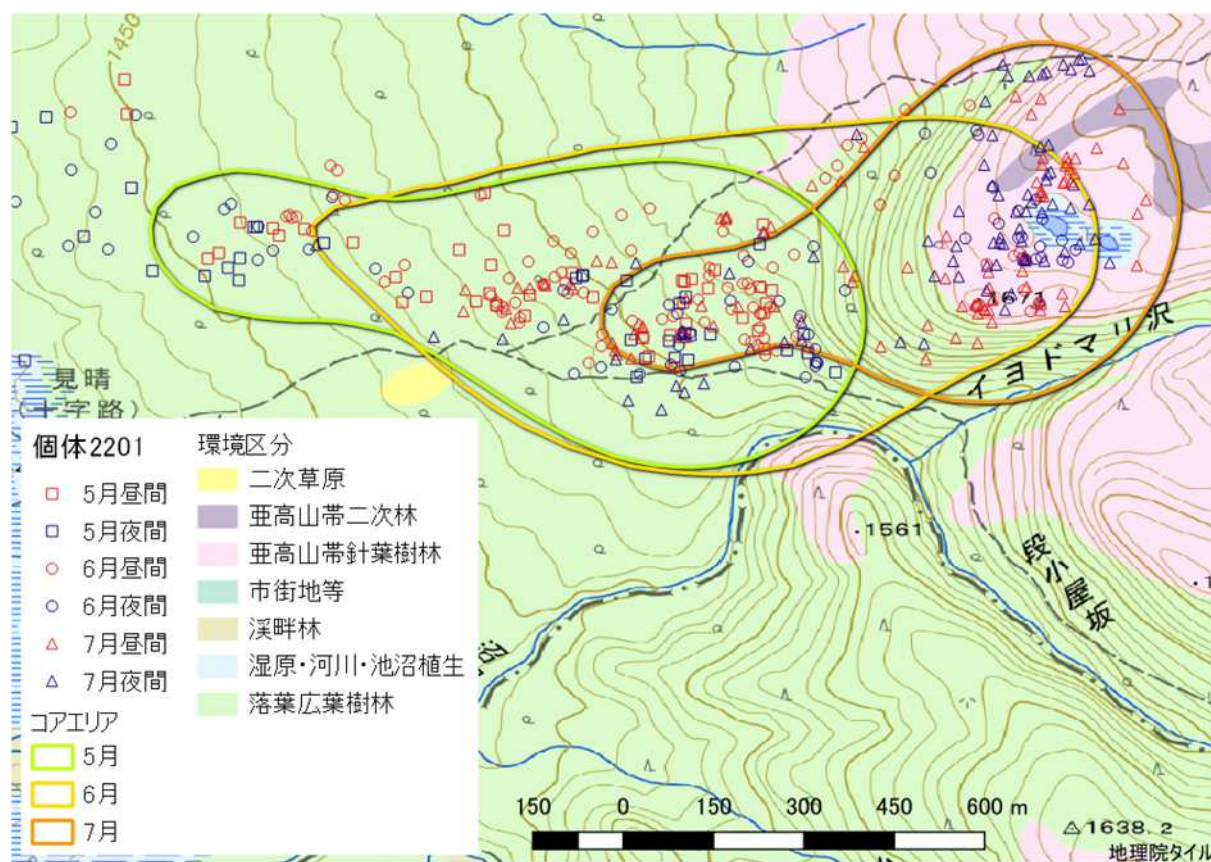 1450
1671
イヨドマリ沢
見晴
(十字路)
1561
段小屋坂
沼
個体2201
5月昼間
5月夜間
6月昼間
6月夜間
7月昼間
7月夜間
コアエリア
5月
6月
7月
環境区分
二次草原
亜高山帯二次林
亜高山帯針葉樹林
市街地等
渓畔林
湿原・河川・池沼植生
落葉広葉樹林
150 0 150 300 450 600 m
1638.2
地理院タイル